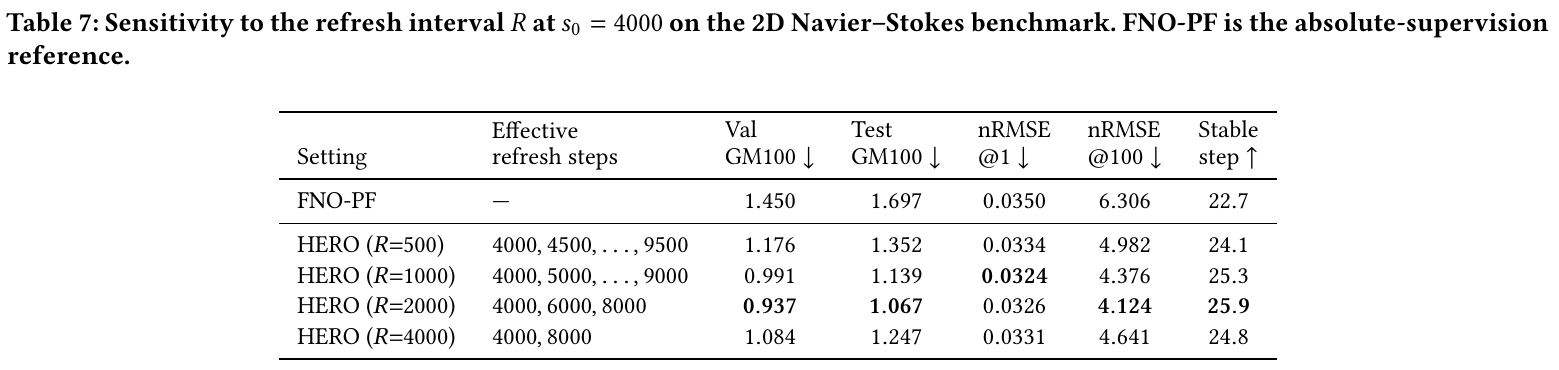 Table 7: Sensitivity to the refresh interval R at s₀ = 4000 on the 2D Navier–Stokes benchmark. FNO-PF is the absolute-supervision
reference.
Setting Effective refresh steps Val GM100 ↓ Test GM100 ↓ nRMSE @1 ↓ nRMSE @100 ↓ Stable step ↑
FNO-PF — 1.450 1.697 0.0350 6.306 22.7
HERO (R=500) 4000, 4500, . . . , 9500 1.176 1.352 0.0334 4.982 24.1
HERO (R=1000) 4000, 5000, . . . , 9000 0.991 1.139 0.0324 4.376 25.3
HERO (R=2000) 4000, 6000, 8000 0.937 1.067 0.0326 4.124 25.9
HERO (R=4000) 4000, 8000 1.084 1.247 0.0331 4.641 24.8